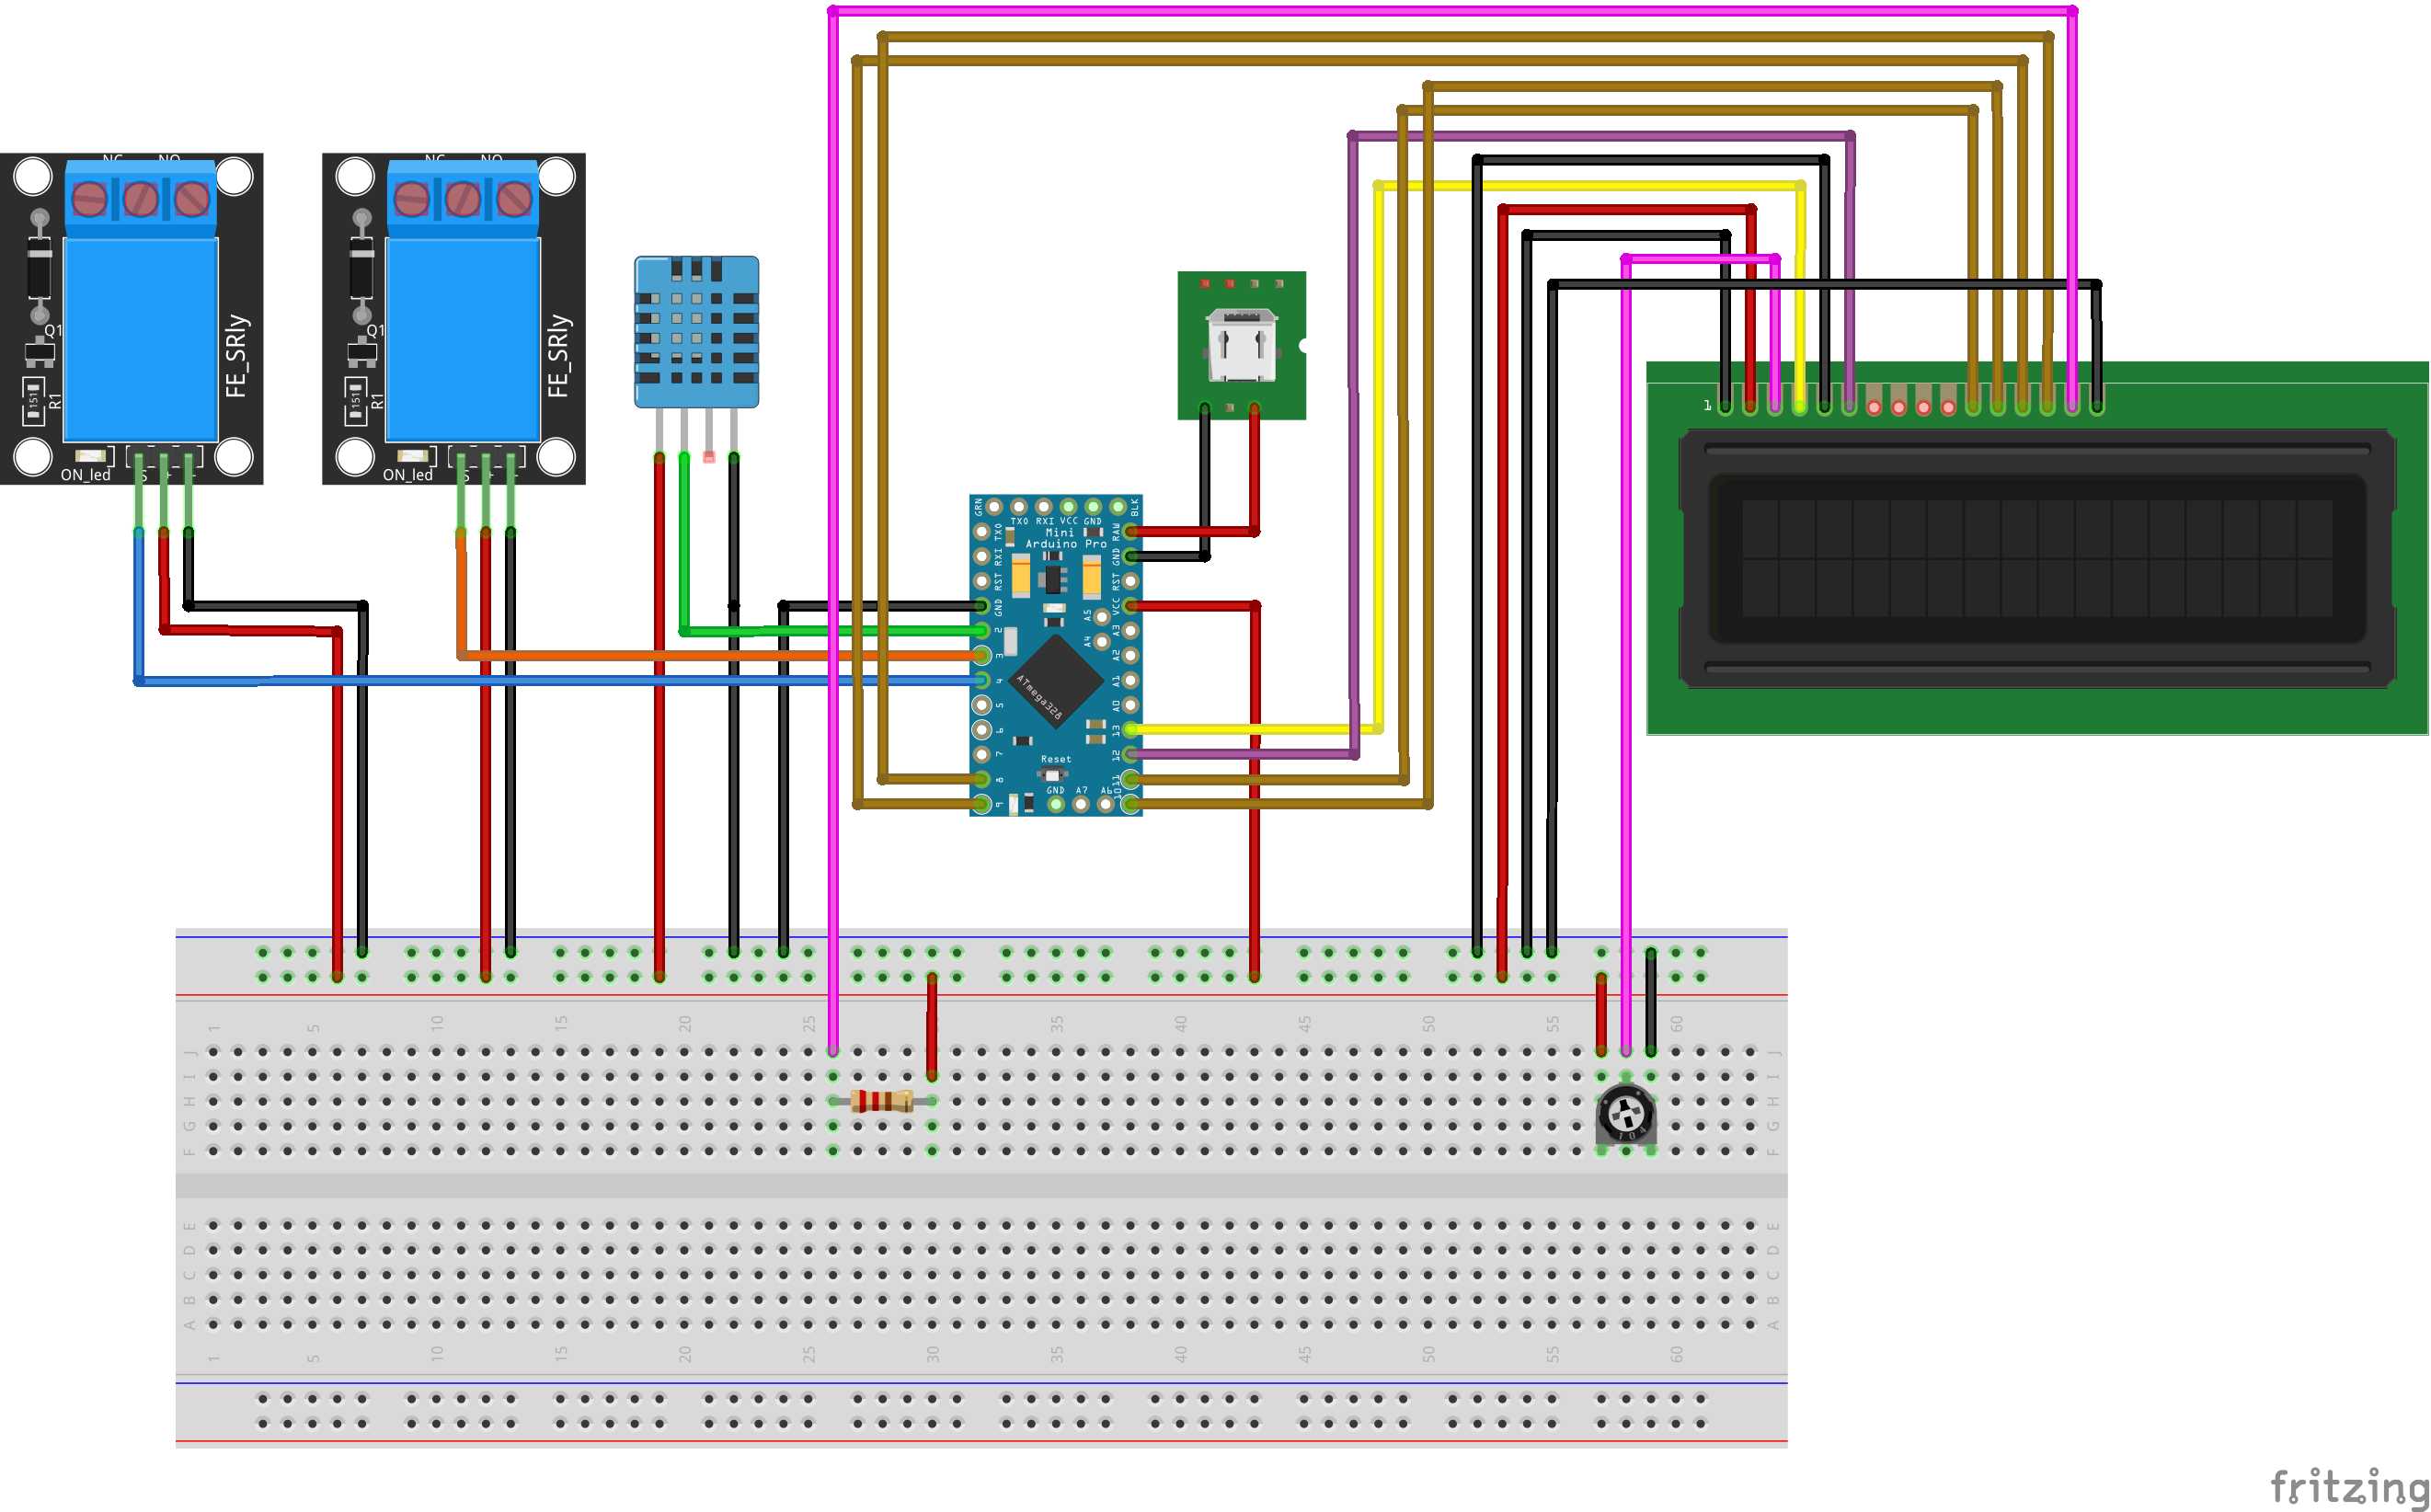 NC NO
Q1
151
R1
FE_SRly
ON_led
S + -
NC NO
Q1
151
R1
FE_SRly
ON_led
S + -
GRN
TX0 RXI VCC GND
BLK
Mini
Arduino Pro
TX0
RXI
RST
GND
2
3
4
5
6
7
8
9
RAW
GND
RST
VCC
A3
A2
A1
A0
13
12
11
10
A5
A4
ATmega328
Reset
GND A7 A6
1
1 5 10 15 20 25 35 40 45 50 55 60
J J
I I
H H
G G
F F
104
E E
D D
C C
B B
A A
1 5 10 15 20 25 30 35 40 45 50 55 60
fritzing